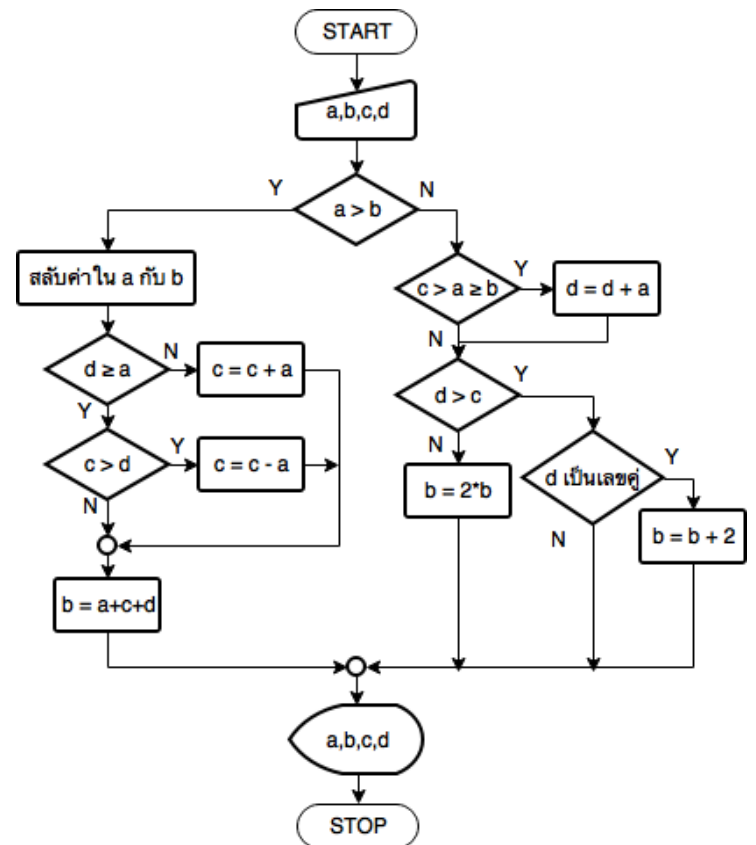 START
a,b,c,d
Y
N
a > b
สลับค่าใน a กับ b
c > a ≥ b
Y
d = d + a
N
d ≥ a
N
c = c + a
Y
d > c
Y
c > d
Y
c = c - a
N
N
b = 2*b
d เป็นเลขคู่
Y
N
b = b + 2
b = a+c+d
a,b,c,d
STOP